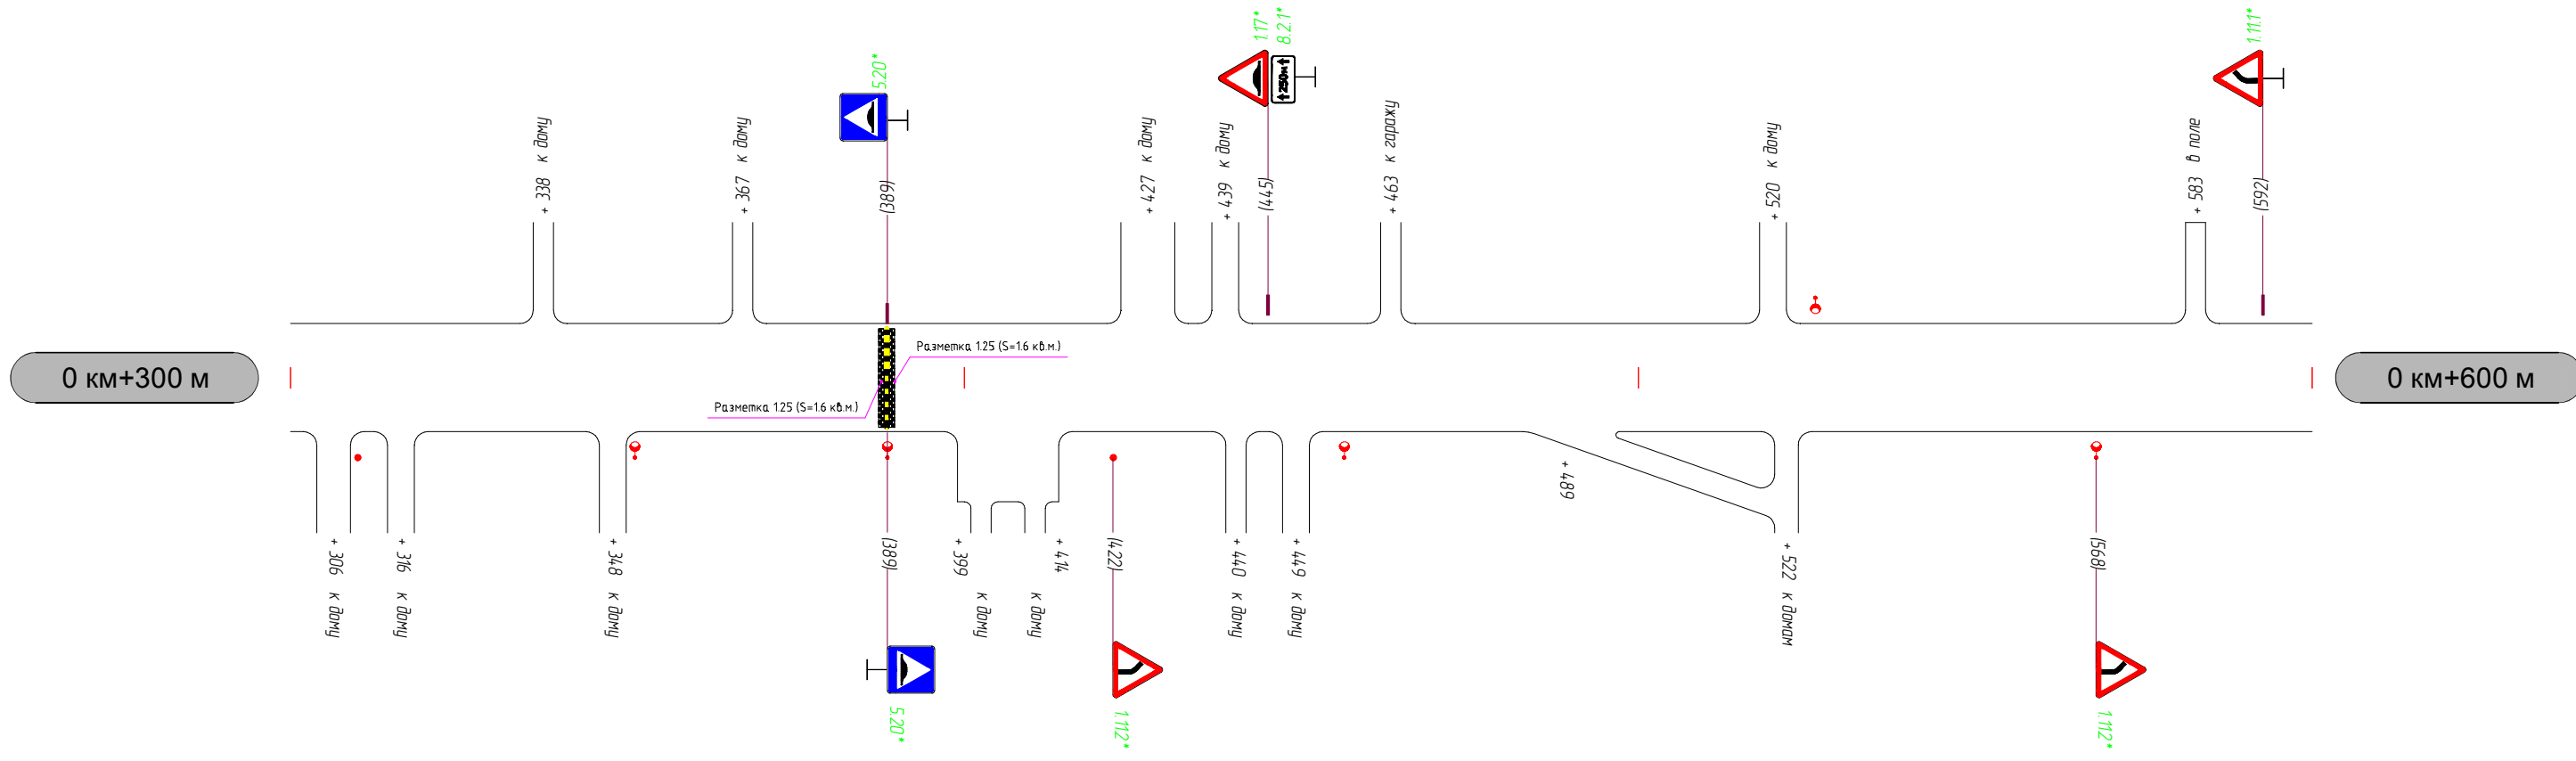 5.20*
1.17*
8.2.1*
250м
1.11.1*
+ 338 к дому
+ 367 к дому
(389)
+ 427 к дому
+ 439 к дому
(445)
+ 463 к гаражу
+ 520 к дому
+ 583 в поле
(592)
0 км+300 м
Разметка 1.25 (S=1.6 кв.м.)
Разметка 1.25 (S=1.6 кв.м.)
0 км+600 м
+ 306 к дому
+ 316 к дому
+ 348 к дому
(389)
+ 399
к дому
+ 414
к дому
(422)
+ 440 к дому
+ 449 к дому
+ 489
+ 522 к домам
(568)
5.20*
1.11.2*
1.11.2*